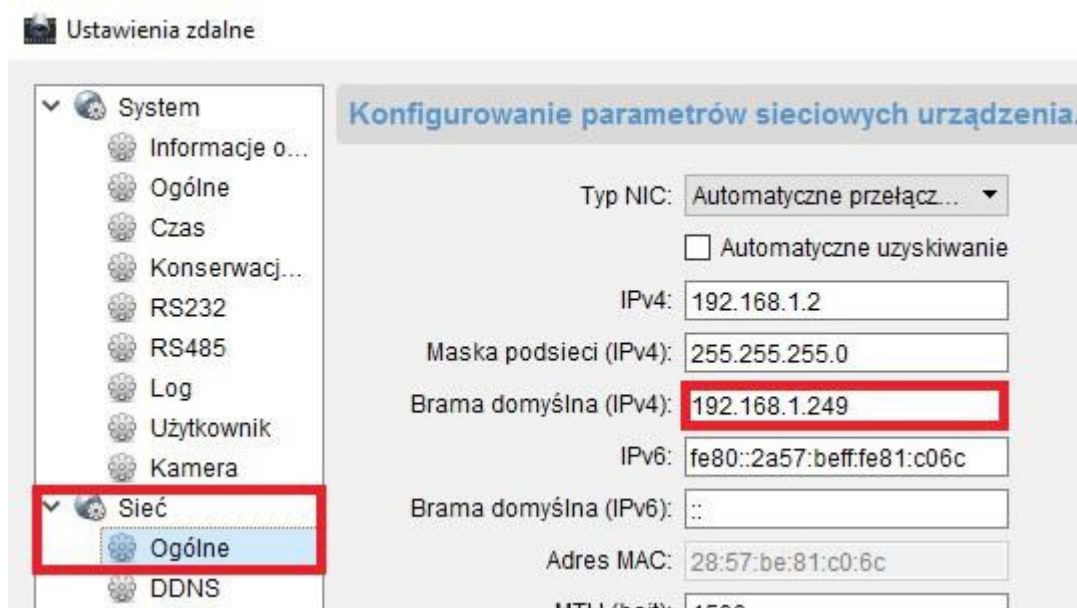 Ustawienia zdalne
System
Informacje o...
Ogólne
Czas
Konserwacj...
RS232
RS485
Log
Użytkownik
Kamera
Sieć
Ogólne
DDNS
Konfigurowanie parametrów sieciowych urządzenia.
Typ NIC: Automatyczne przełącz...
Automatyczne uzyskiwanie
IPv4: 192.168.1.2
Maska podsieci (IPv4): 255.255.255.0
Brama domyślna (IPv4): 192.168.1.249
IPv6: fe80::2a57:beff:fe81:c06c
Brama domyślna (IPv6): ::
Adres MAC: 28:57:be:81:c0:6c